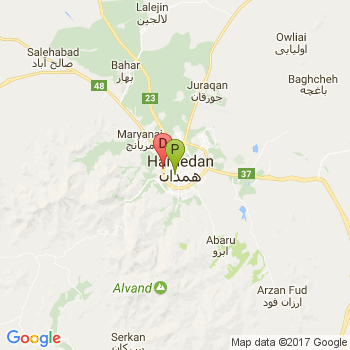 Lalejin
لالجین
Owliai
اولیایی
Salehabad
صالح آباد
Bahar
بهار
48
23
Juraqan
جورقان
Baghcheh
باغچه
Maryanaj
مریانج
D
P
Hamedan
همدان
37
Abaru
ابرو
Alvand
Arzan Fud
ارزان فود
Serkan
سرکان
Google
Map data ©2017 Google